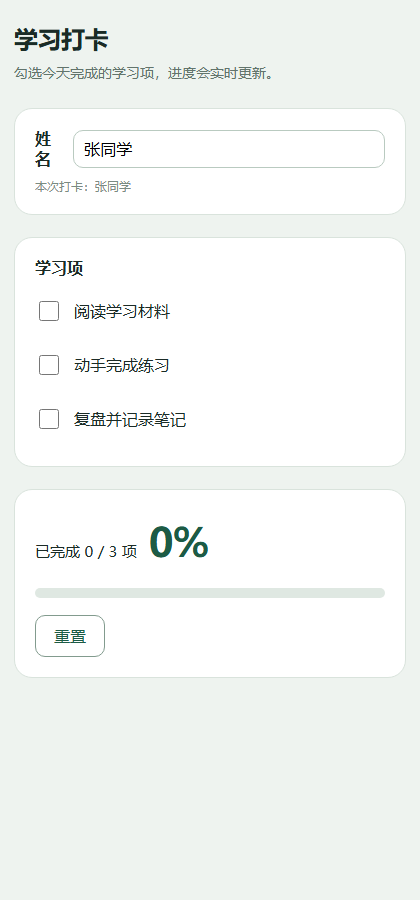 学习打卡
勾选今天完成的学习项，进度会实时更新。
姓
名
张同学
本次打卡：张同学
学习项
阅读学习材料
动手完成练习
复盘并记录笔记
已完成 0 / 3 项 0%
重置